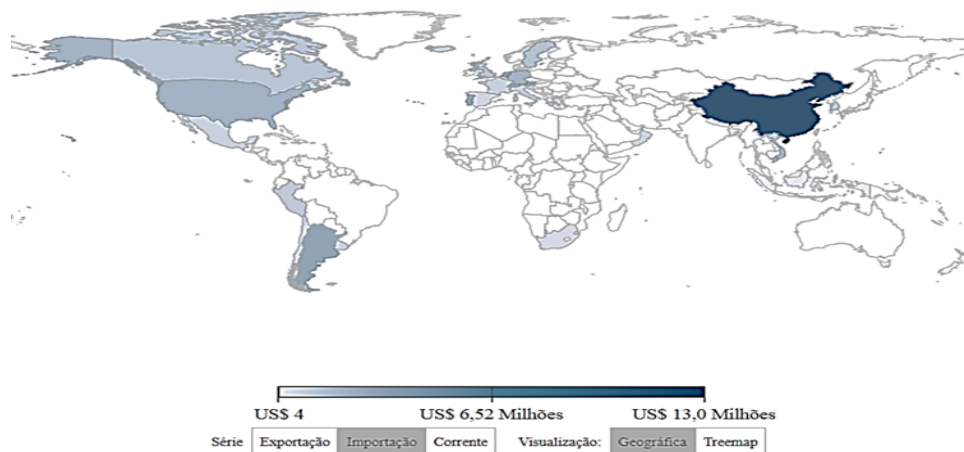 US$ 4 US$ 6,52 Milhões US$ 13,0 Milhões
Série Exportação Importação Corrente Visualização: Geográfica Treemap